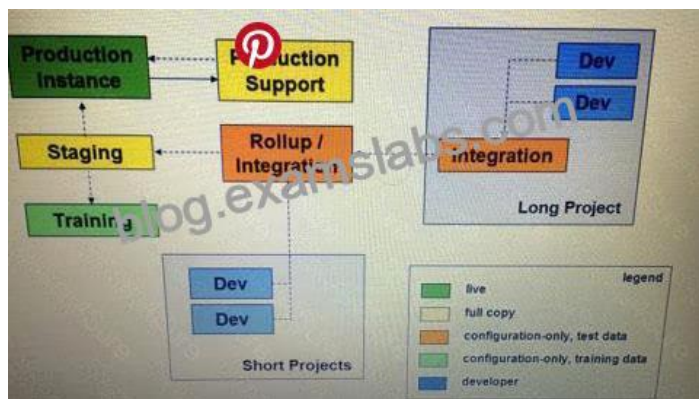 Production
Instance
Support
Staging
Rollup /
Integration
Training
Dev
Dev
Short Projects
Dev
Dev
Integration
Long Project
legend
live
full copy
configuration-only, test data
configuration-only, training data
developer
blog.examslabs.com